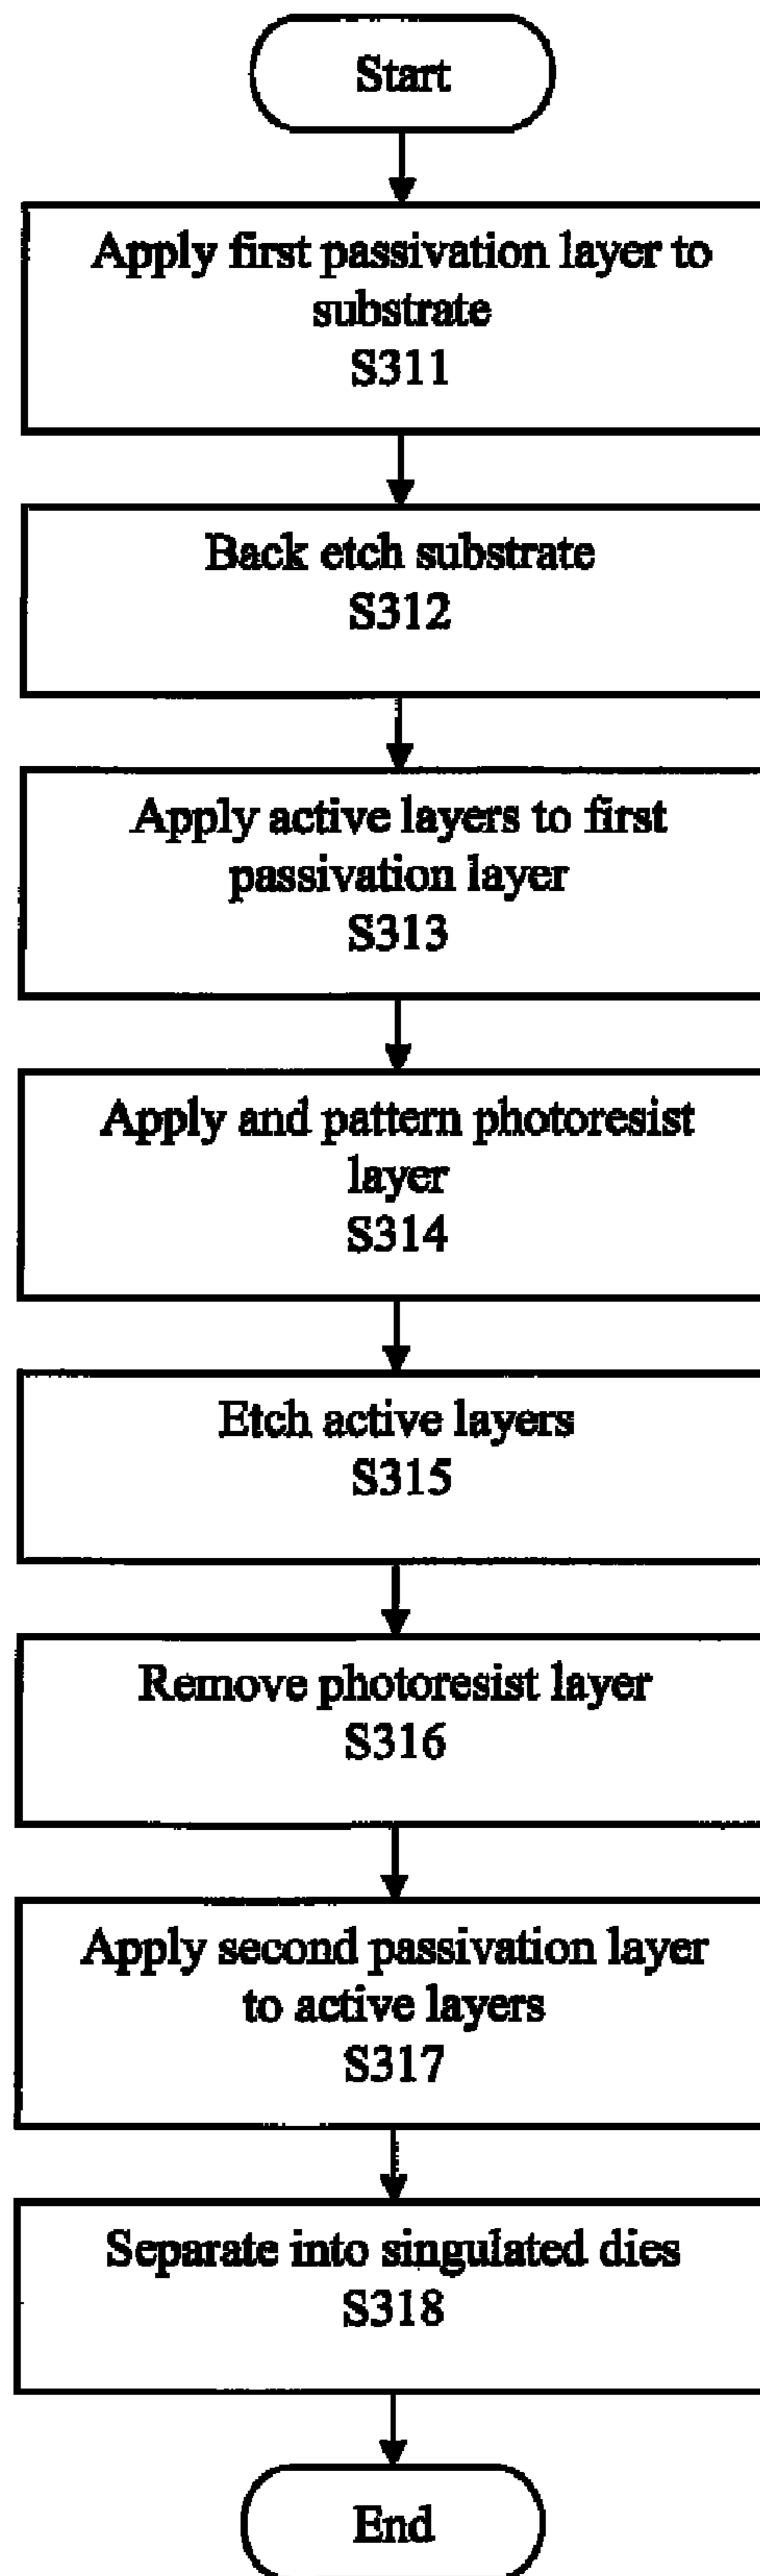 Start
Apply first passivation layer to
substrate
S311
Back etch substrate
S312
Apply active layers to first
passivation layer
S313
Apply and pattern photoresist
layer
S314
Etch active layers
S315
Remove photoresist layer
S316
Apply second passivation layer
to active layers
S317
Separate into singulated dies
S318
End